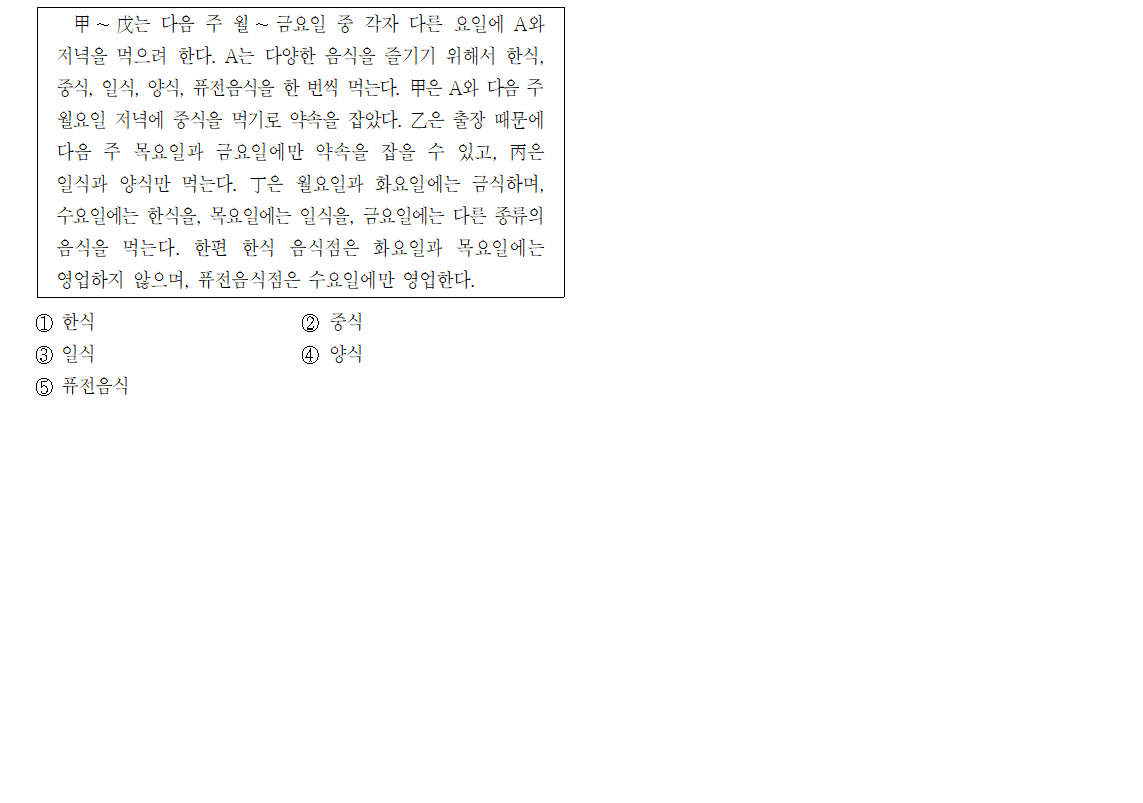 甲 ~ 戊는 다음 주 월 ~ 금요일 중 각자 다른 요일에 A와
저녁을 먹으려 한다. A는 다양한 음식을 즐기기 위해서 한식,
중식, 일식, 양식, 퓨전음식을 한 번씩 먹는다. 甲은 A와 다음 주
월요일 저녁에 중식을 먹기로 약속을 잡았다. 乙은 출장 때문에
다음 주 목요일과 금요일에만 약속을 잡을 수 있고, 丙은
일식과 양식만 먹는다. 丁은 월요일과 화요일에는 금식하며,
수요일에는 한식을, 목요일에는 일식을, 금요일에는 다른 종류의
음식을 먹는다. 한편 한식 음식점은 화요일과 목요일에는
영업하지 않으며, 퓨전음식점은 수요일에만 영업한다.
① 한식 ② 중식
③ 일식 ④ 양식
⑤ 퓨전음식